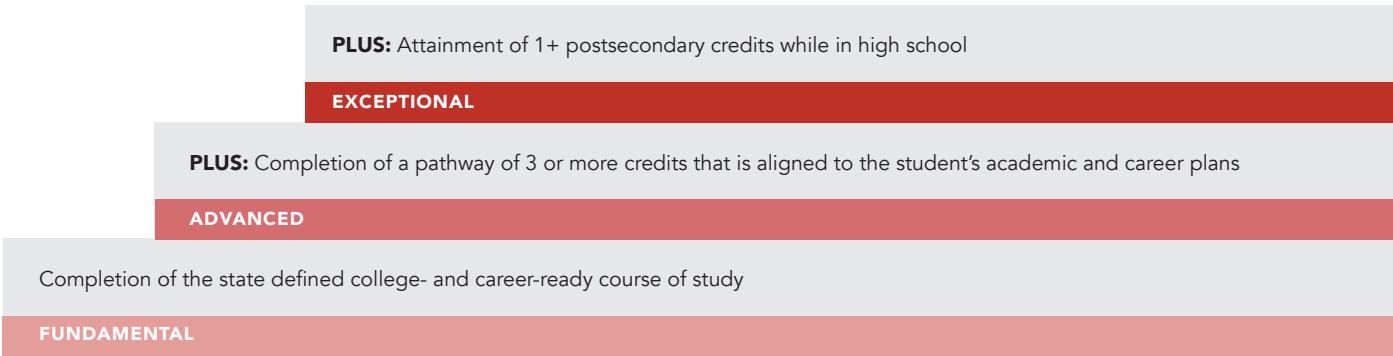 PLUS: Attainment of 1+ postsecondary credits while in high school
EXCEPTIONAL
PLUS: Completion of a pathway of 3 or more credits that is aligned to the student’s academic and career plans
ADVANCED
Completion of the state defined college- and career-ready course of study
FUNDAMENTAL